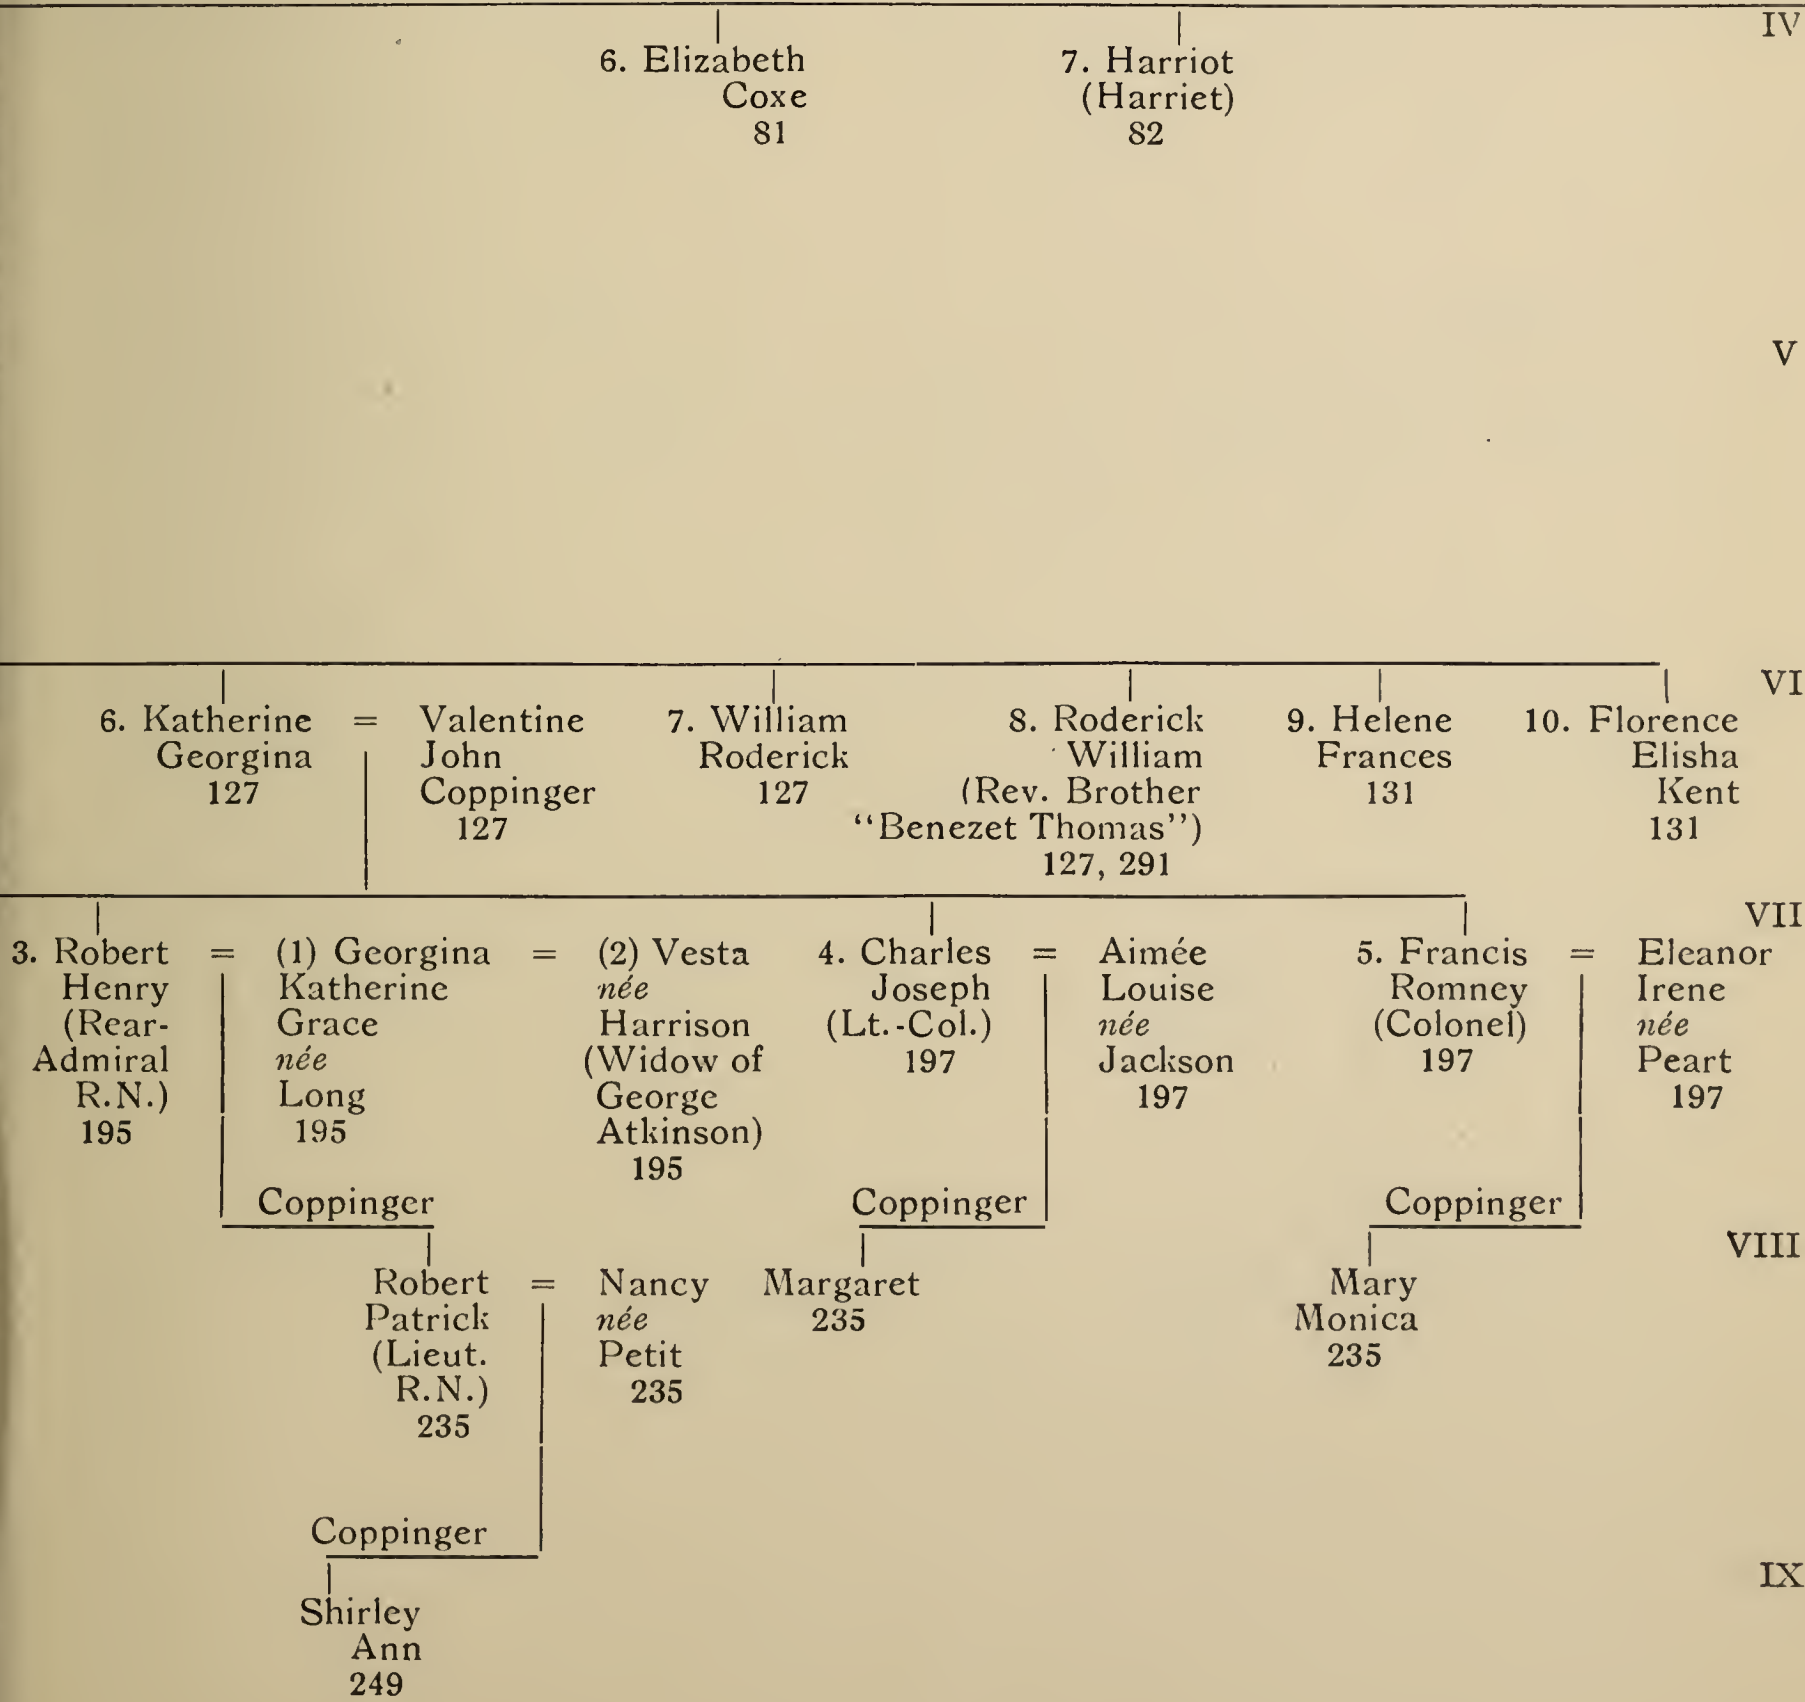 IV
6. Elizabeth
Coxe
81
7. Harriot
(Harriet)
82
V
VI
6. Katherine
Georgina
127
=
Valentine
John
Coppinger
127
7. William
Roderick
127
8. Roderick
William
(Rev. Brother
“Benezet Thomas”)
127, 291
9. Helene
Frances
131
10. Florence
Elisha
Kent
131
VII
3. Robert
Henry
(Rear-
Admiral
R.N.)
195
=
(1) Georgina
Katherine
Grace
née
Long
195
=
(2) Vesta
née
Harrison
(Widow of
George
Atkinson)
195
4. Charles
Joseph
(Lt.-Col.)
197
=
Aimée
Louise
née
Jackson
197
5. Francis
Romney
(Colonel)
197
=
Eleanor
Irene
née
Peart
197
Coppinger
Coppinger
Coppinger
VIII
Robert
Patrick
(Lieut.
R.N.)
235
=
Nancy
née
Petit
235
Margaret
235
Mary
Monica
235
Coppinger
IX
Shirley
Ann
249